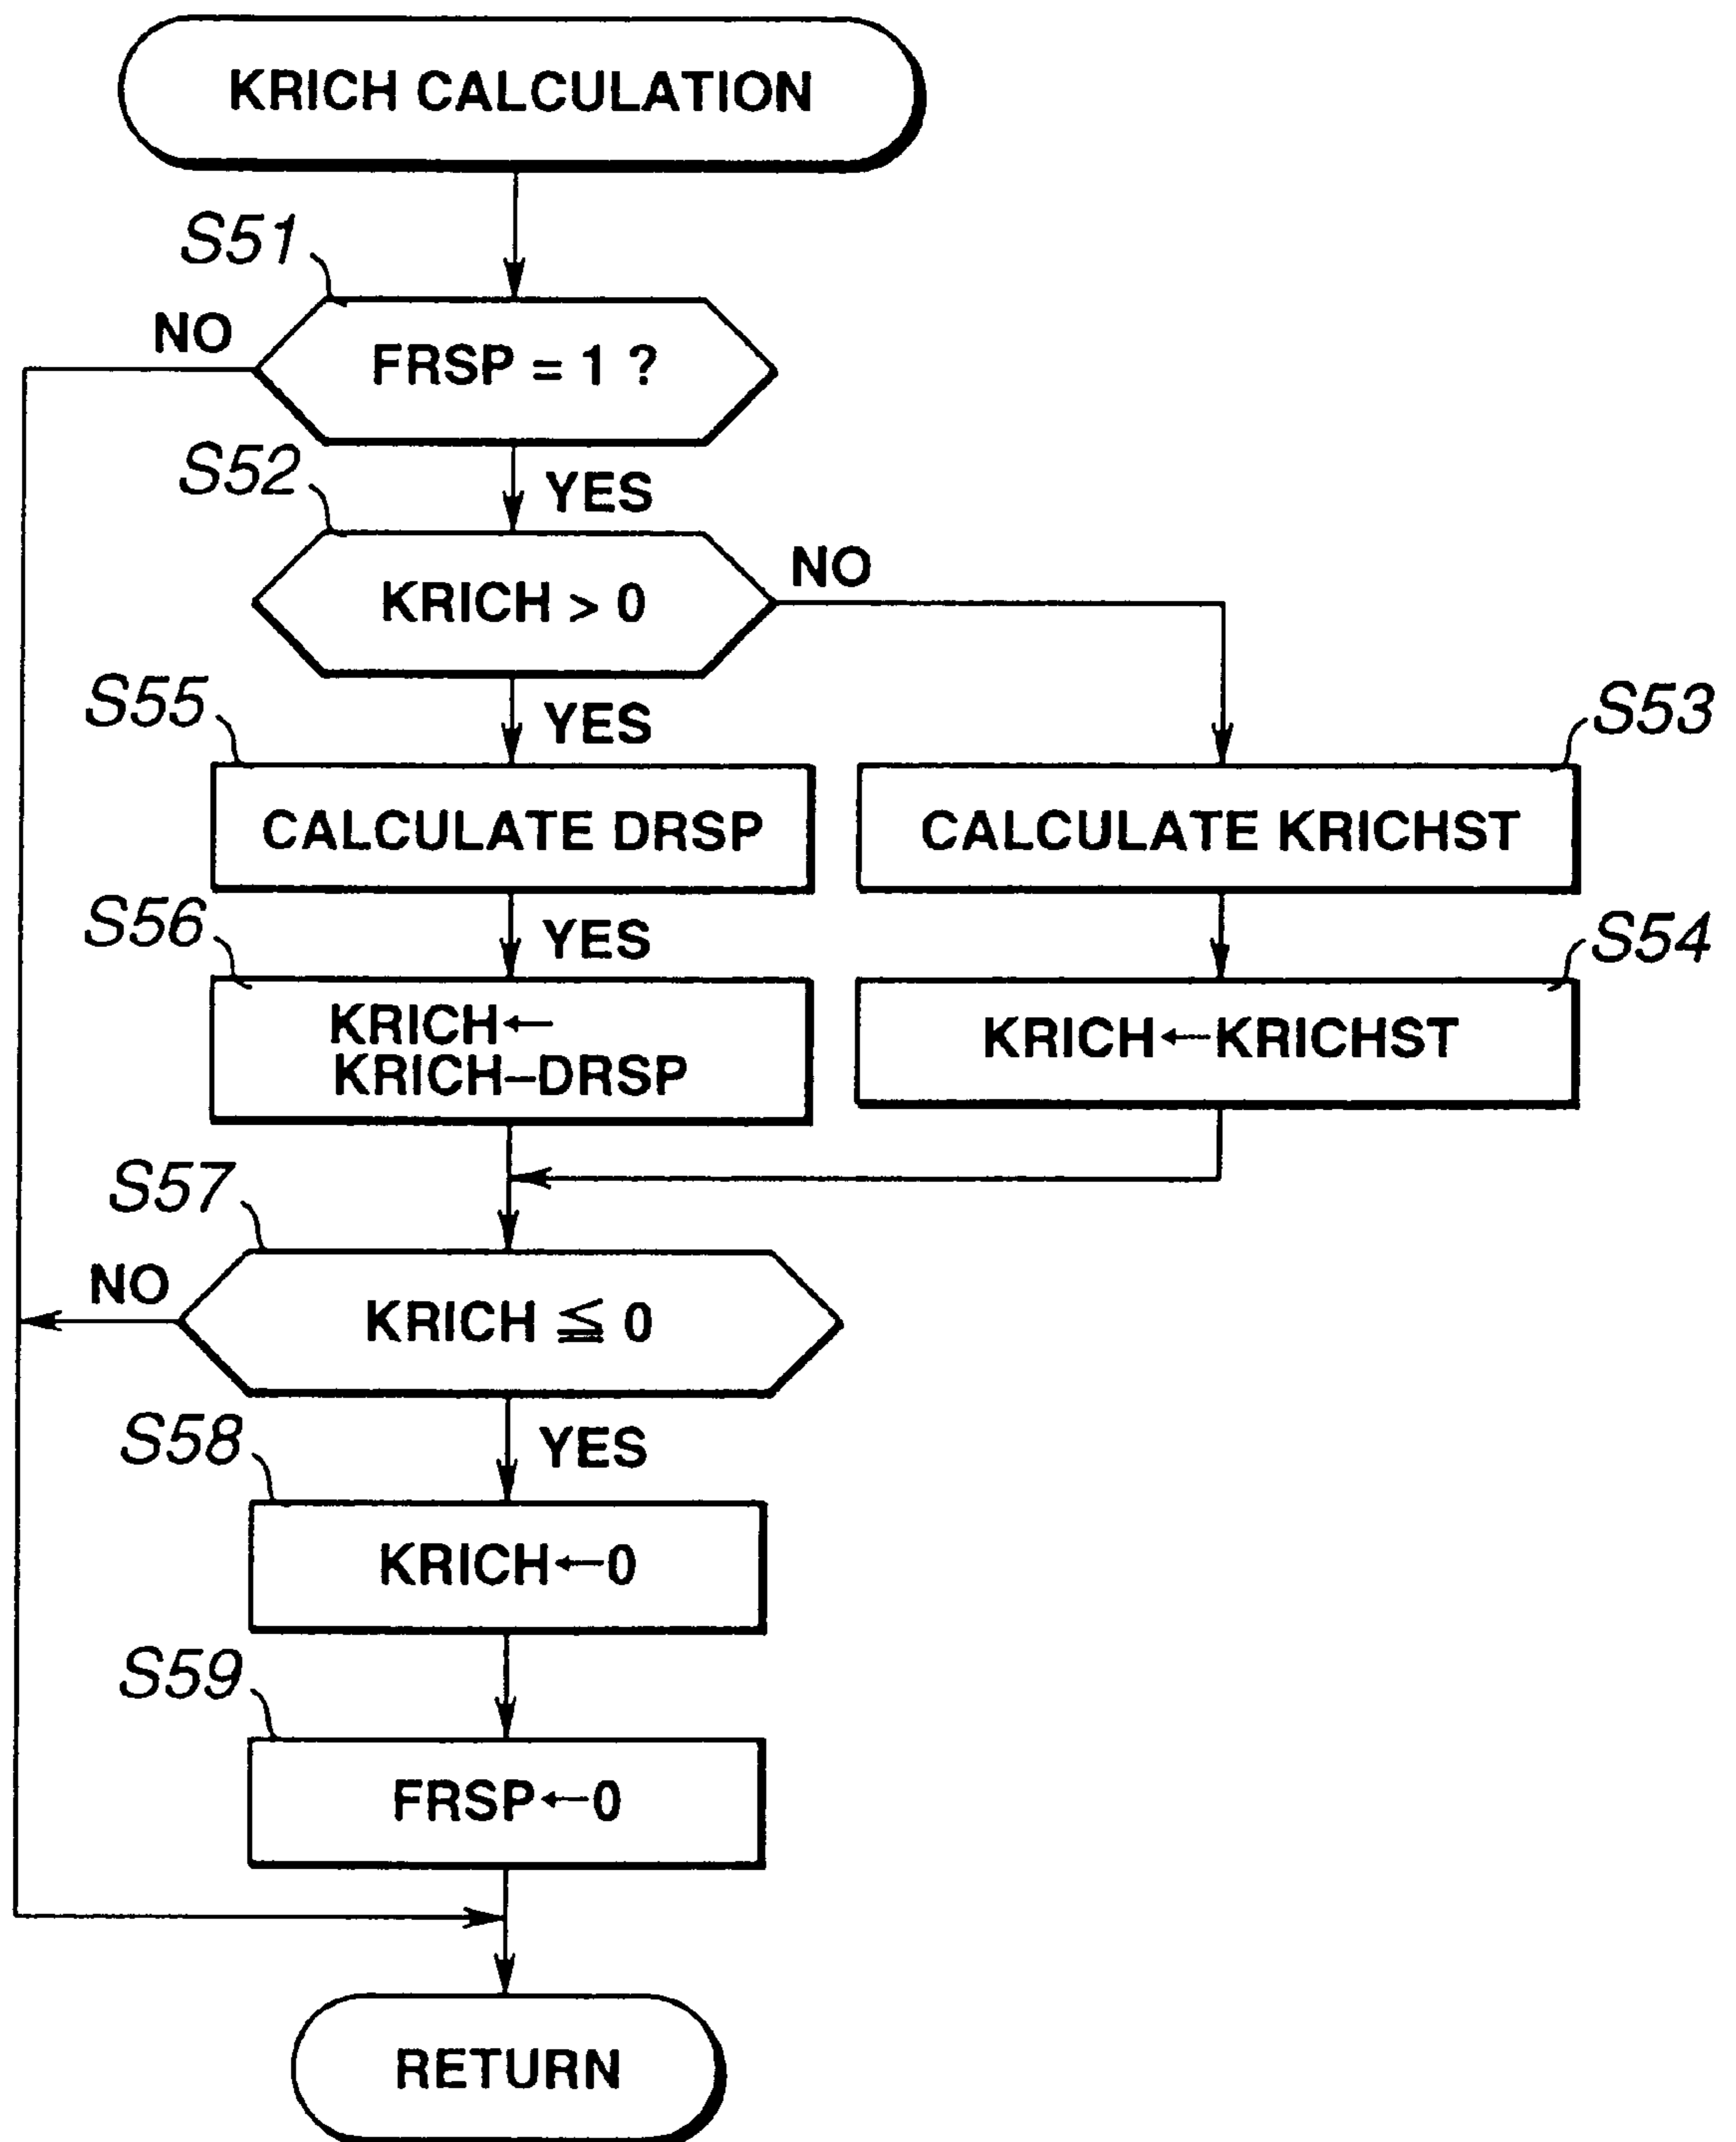 KRICH CALCULATION
S51
NO
FRSP = 1 ?
S52
YES
KRICH > 0
NO
S55
YES
S53
CALCULATE DRSP
CALCULATE KRICHST
S56
YES
S54
KRICH←
KRICH–DRSP
KRICH←KRICHST
S57
NO
KRICH ≦ 0
S58
YES
KRICH←0
S59
FRSP←0
RETURN